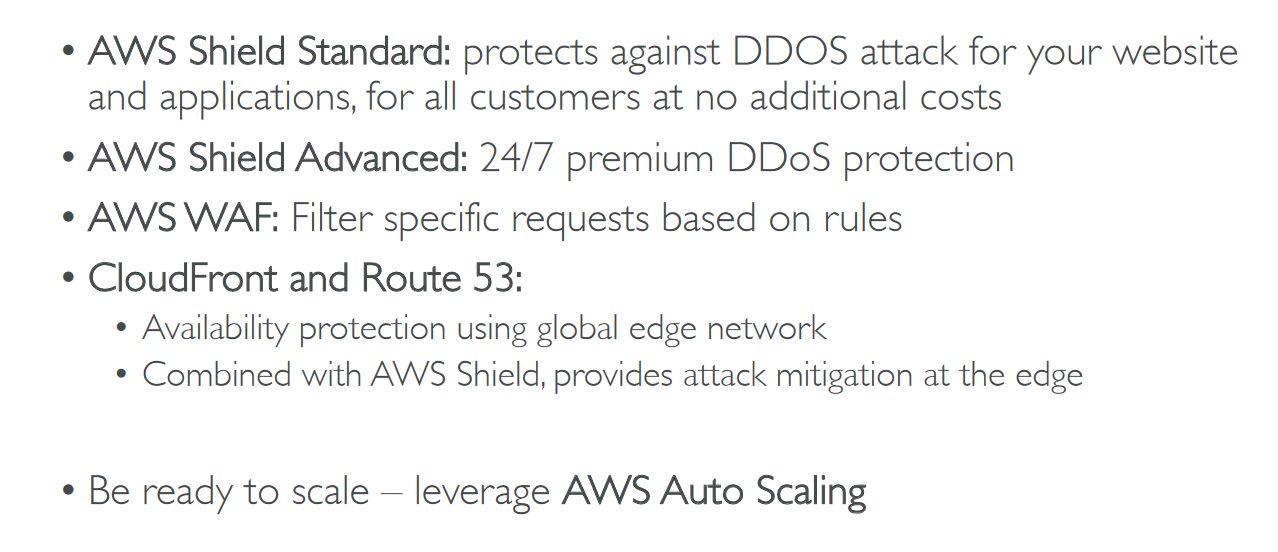 • AWS Shield Standard: protects against DDOS attack for your website
and applications, for all customers at no additional costs
• AWS Shield Advanced: 24/7 premium DDoS protection
• AWS WAF: Filter specific requests based on rules
• CloudFront and Route 53:
• Availability protection using global edge network
• Combined with AWS Shield, provides attack mitigation at the edge
• Be ready to scale – leverage AWS Auto Scaling